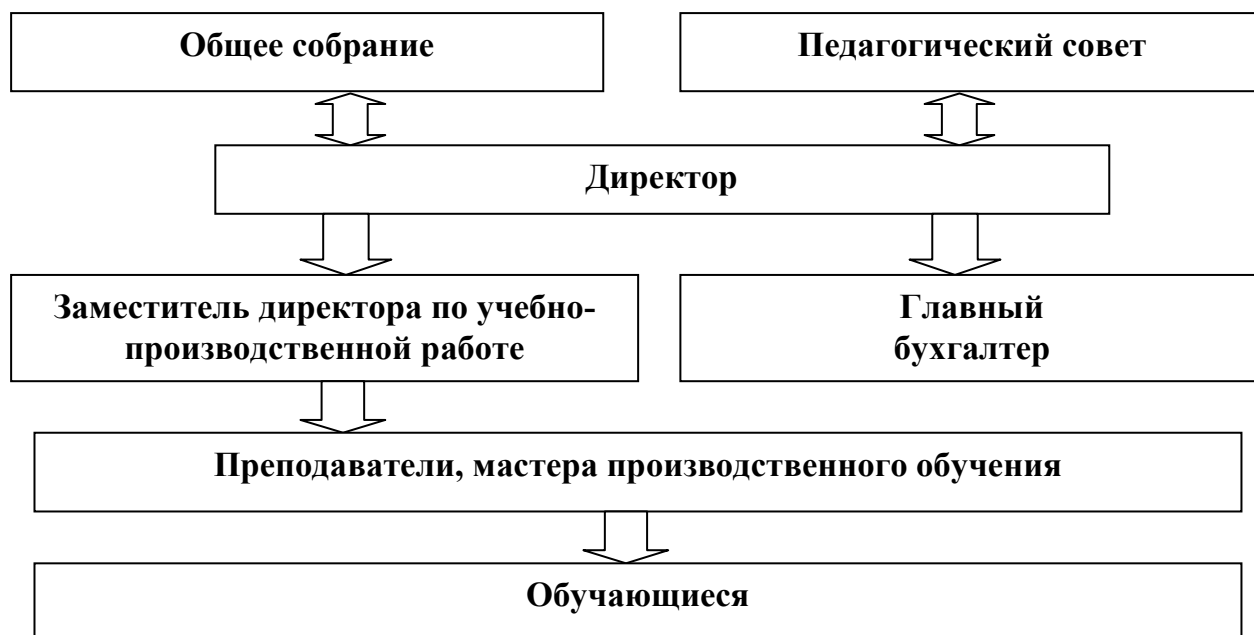 Общее собрание
Педагогический совет
Директор
Заместитель директора по учебно-
производственной работе
Главный
бухгалтер
Преподаватели, мастера производственного обучения
Обучающиеся